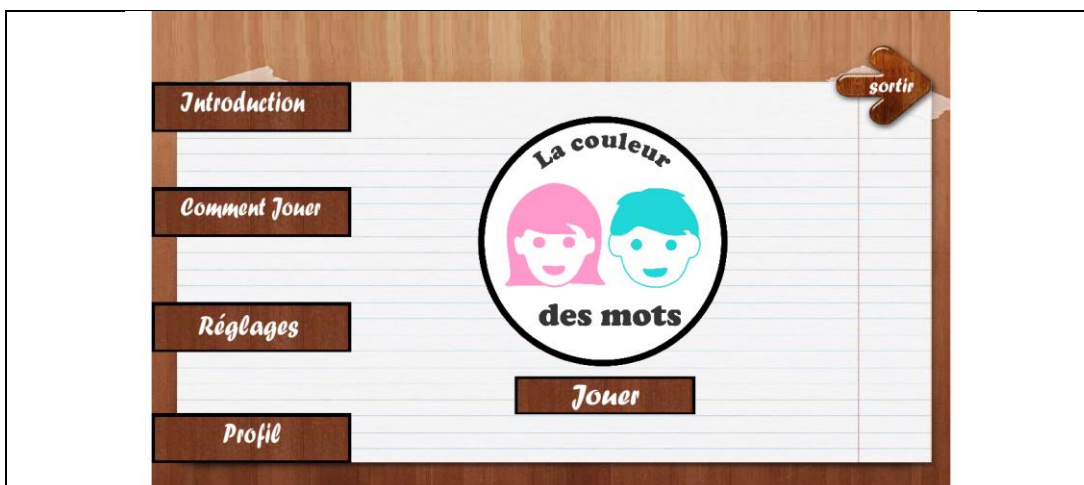 sortir
Introduction
La couleur
Comment Jouer
des mots
Réglages
Jouer
Profil